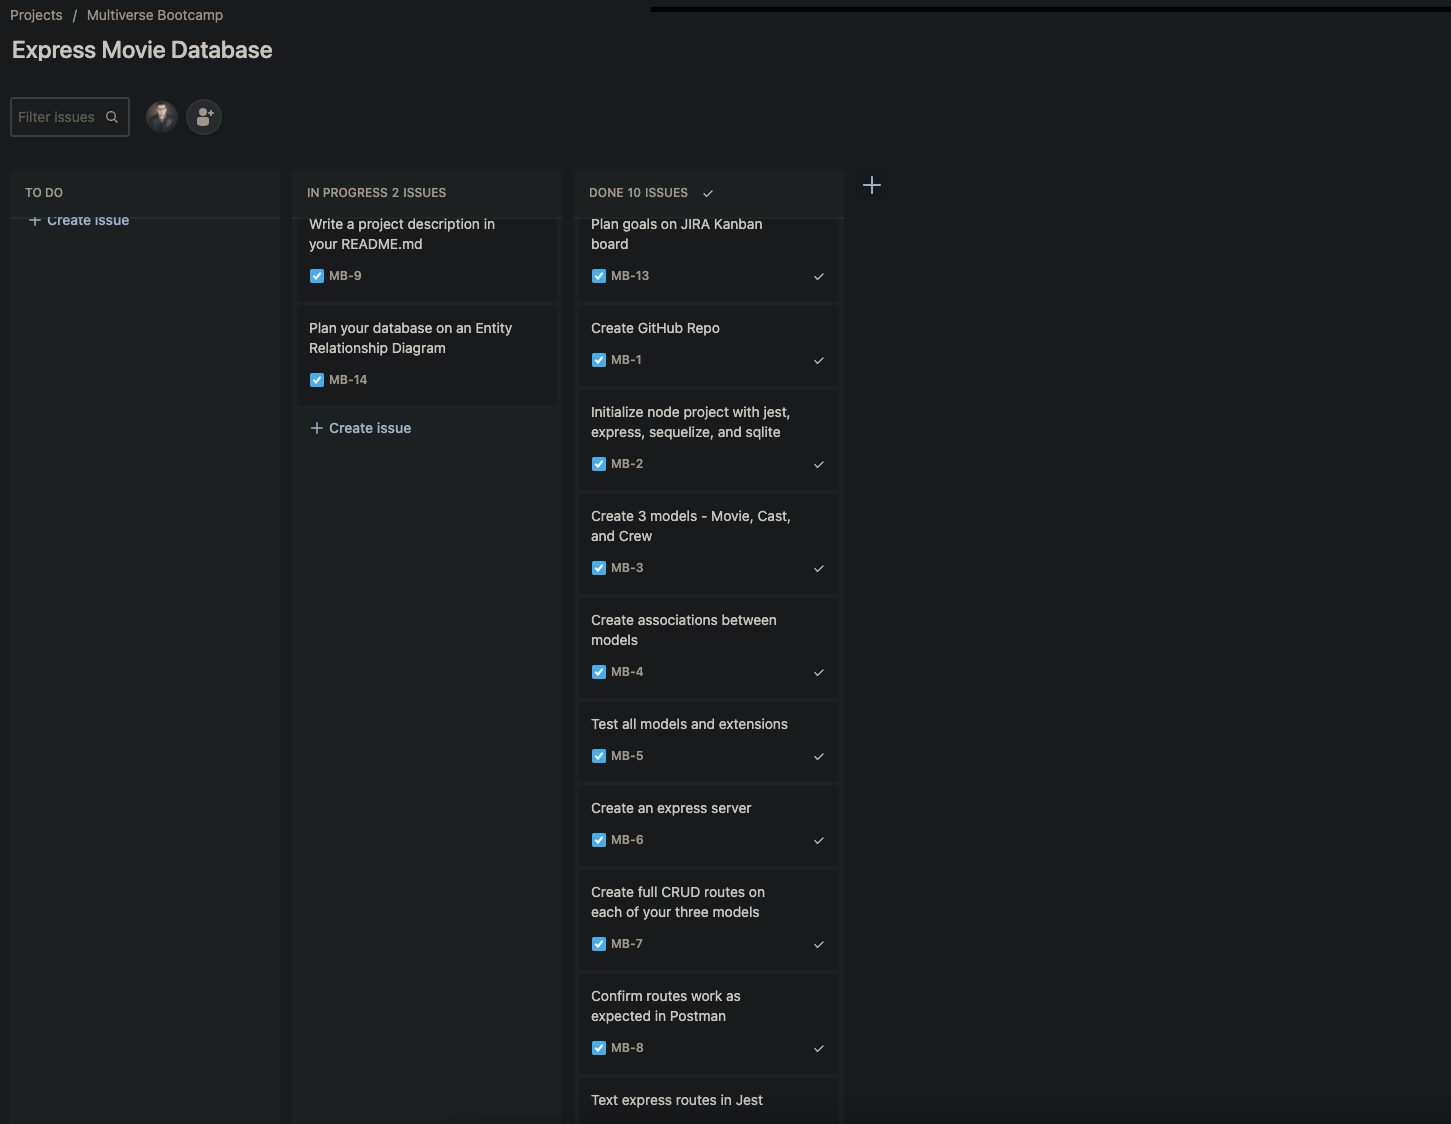 Projects / Multiverse Bootcamp
Express Movie Database
Filter issues
TO DO
Create issue
IN PROGRESS 2 ISSUES
Write a project description in
your README.md
MB-9
Plan your database on an Entity
Relationship Diagram
MB-14
Create issue
DONE 10 ISSUES
Plan goals on JIRA Kanban
board
MB-13
Create GitHub Repo
MB-1
Initialize node project with jest,
express, sequelize, and sqlite
MB-2
Create 3 models - Movie, Cast,
and Crew
MB-3
Create associations between
models
MB-4
Test all models and extensions
MB-5
Create an express server
MB-6
Create full CRUD routes on
each of your three models
MB-7
Confirm routes work as
expected in Postman
MB-8
Text express routes in Jest